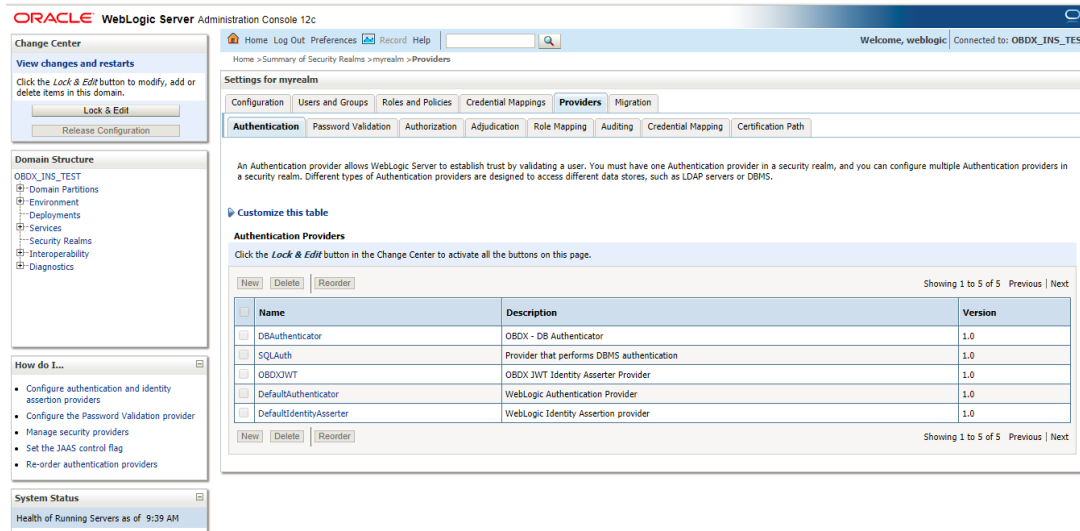 ORACLE WebLogic Server Administration Console 12c
Change Center
View changes and restarts
Click the Lock & Edit button to modify, add or
delete items in this domain.
Lock & Edit
Release Configuration
Domain Structure
OBDX_INS_TEST
Domain Partitions
Environment
Deployments
Services
Security Realms
Interoperability
Diagnostics
How do I...
Configure authentication and identity
assertion providers
Configure the Password Validation provider
Manage security providers
Set the JAAS control flag
Re-order authentication providers
System Status
Health of Running Servers as of 9:39 AM
Home Log Out Preferences Record Help
Welcome, weblogic Connected to: OBDX_INS_TES
Home >Summary of Security Realms >myrealm >Providers
Settings for myrealm
Configuration Users and Groups Roles and Policies Credential Mappings Providers Migration
Authentication Password Validation Authorization Adjudication Role Mapping Auditing Credential Mapping Certification Path
An Authentication provider allows WebLogic Server to establish trust by validating a user. You must have one Authentication provider in a security realm, and you can configure multiple Authentication providers in
a security realm. Different types of Authentication providers are designed to access different data stores, such as LDAP servers or DBMS.
Customize this table
Authentication Providers
Click the Lock & Edit button in the Change Center to activate all the buttons on this page.
New Delete Reorder Showing 1 to 5 of 5 Previous | Next
Name Description Version
DBAuthenticator OBDX - DB Authenticator 1.0
SQLAuth Provider that performs DBMS authentication 1.0
OBDXJWT OBDX JWT Identity Asserter Provider 1.0
DefaultAuthenticator WebLogic Authentication Provider 1.0
DefaultIdentityAsserter WebLogic Identity Assertion provider 1.0
New Delete Reorder Showing 1 to 5 of 5 Previous | Next